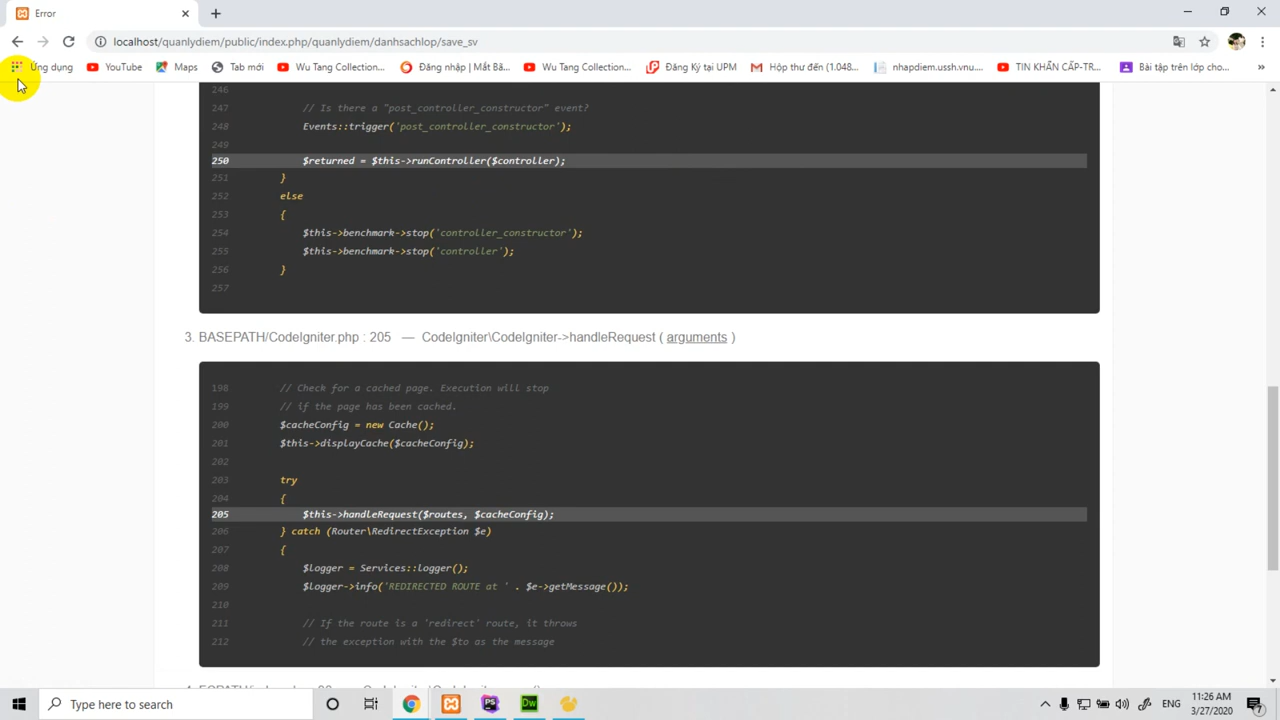 Error
localhost/quanlydiem/public/index.php/quanlydiem/danhsachlop/save_sv
Ứng dụng YouTube Maps Tab mới Wu Tang Collection... Đăng nhập | Mắt Bã... Wu Tang Collection... Đăng Ký tại UPM Hộp thư đến (1.048... nhapdiem.ussh.vnu.... TIN KHẨN CẤP-TR... Bài tập trên lớp cho... »
246
247 // Is there a "post_controller_constructor" event?
248 Events::trigger('post_controller_constructor');
249
250 $returned = $this->runController($controller);
251 }
252 else
253 {
254 $this->benchmark->stop('controller_constructor');
255 $this->benchmark->stop('controller');
256 }
257
3. BASEPATH/CodeIgniter.php : 205 — CodeIgniter\CodeIgniter->handleRequest ( arguments )
198 // Check for a cached page. Execution will stop
199 // if the page has been cached.
200 $cacheConfig = new Cache();
201 $this->displayCache($cacheConfig);
202
203 try
204 {
205 $this->handleRequest($routes, $cacheConfig);
206 } catch (Router\RedirectException $e)
207 {
208 $logger = Services::logger();
209 $logger->info('REDIRECTED ROUTE at ' . $e->getMessage());
210
211 // If the route is a 'redirect' route, it throws
212 // the exception with the $to as the message
Type here to search
PS
Dw
ENG
11:26 AM
3/27/2020
7